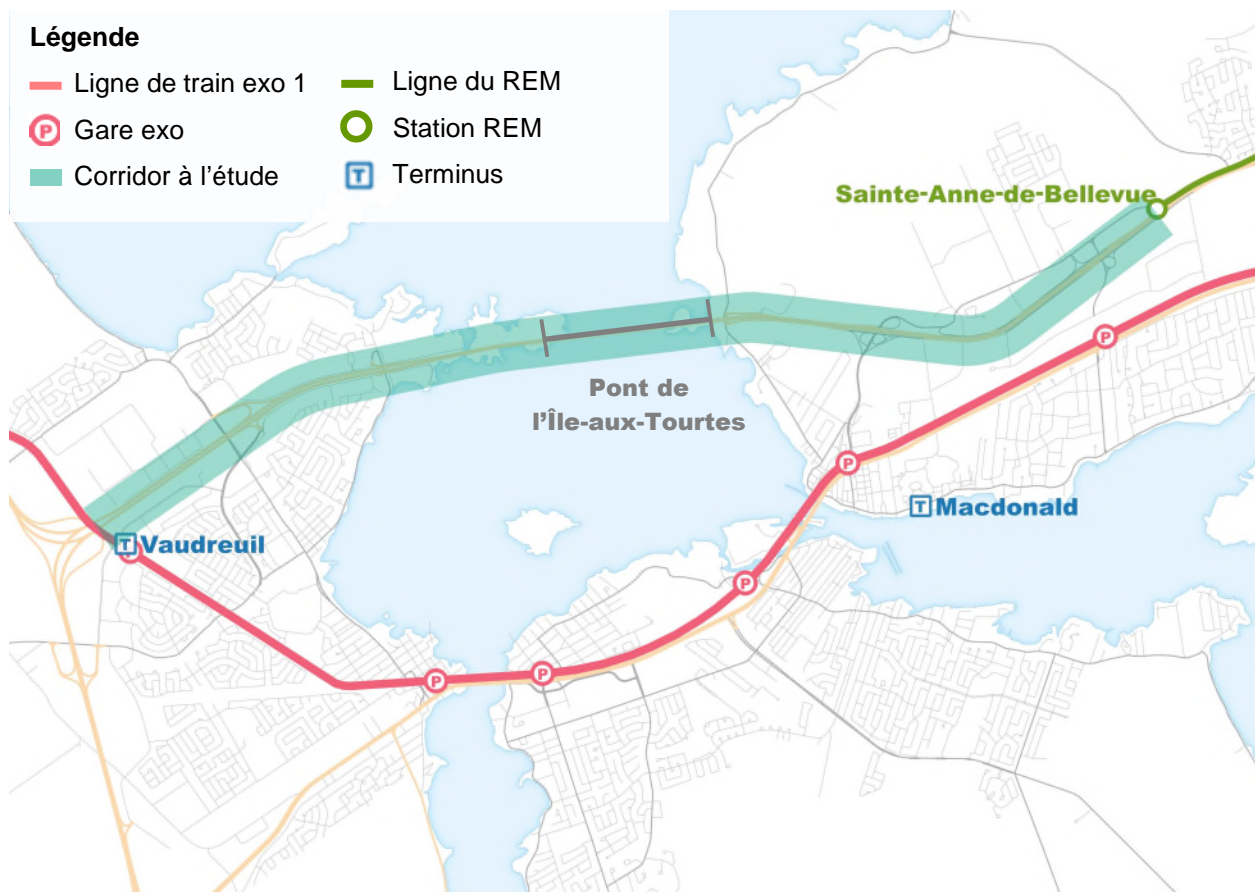 Légende
Ligne de train exo 1
Ligne du REM
P
Gare exo
Station REM
Corridor à l'étude
T
Terminus
Sainte-Anne-de-Bellevue
P
Pont de
l'Île-aux-Tourtes
P
T Macdonald
T Vaudreuil
P
P
P
P